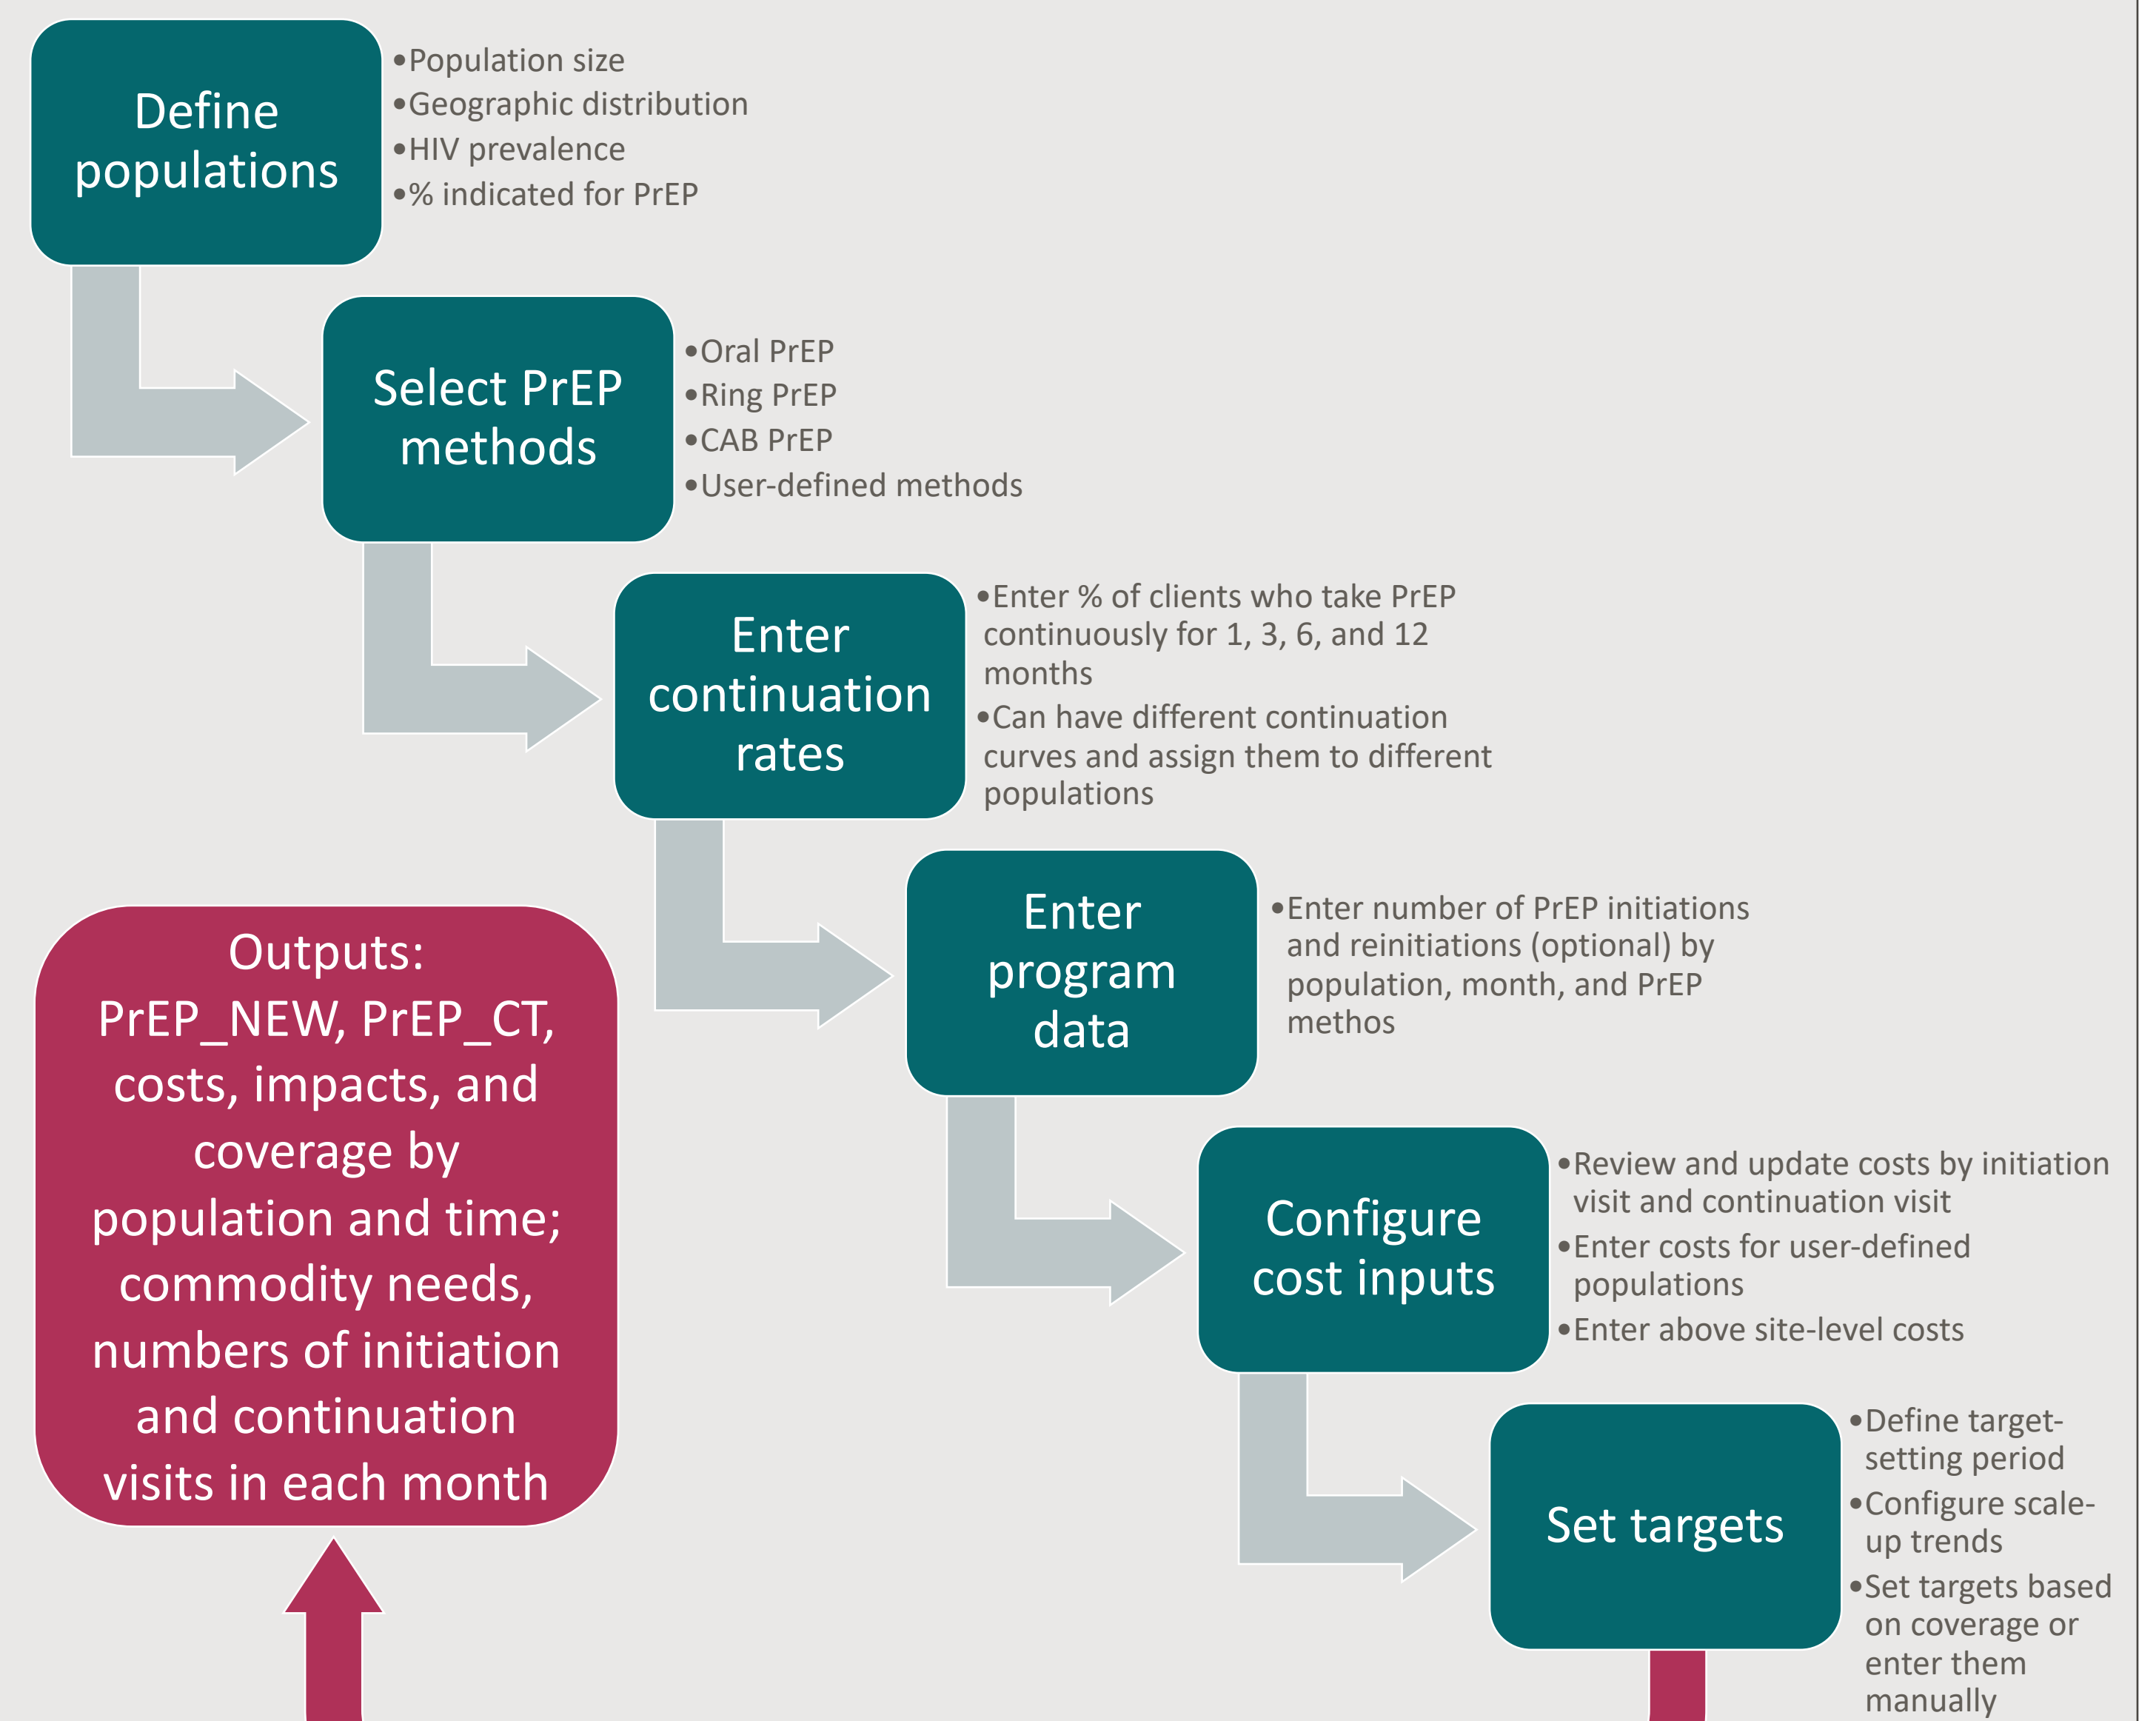 Define
populations
•Population size
•Geographic distribution
•HIV prevalence
•% indicated for PrEP
Select PrEP
methods
•Oral PrEP
•Ring PrEP
•CAB PrEP
•User-defined methods
Enter
continuation
rates
•Enter % of clients who take PrEP
continuously for 1, 3, 6, and 12
months
•Can have different continuation
curves and assign them to different
populations
Enter
program
data
•Enter number of PrEP initiations
and reinitiations (optional) by
population, month, and PrEP
methos
Configure
cost inputs
•Review and update costs by initiation
visit and continuation visit
•Enter costs for user-defined
populations
•Enter above site-level costs
Set targets
•Define target-
setting period
•Configure scale-
up trends
•Set targets based
on coverage or
enter them
manually
Outputs:
PrEP_NEW, PrEP_CT,
costs, impacts, and
coverage by
population and time;
commodity needs,
numbers of initiation
and continuation
visits in each month